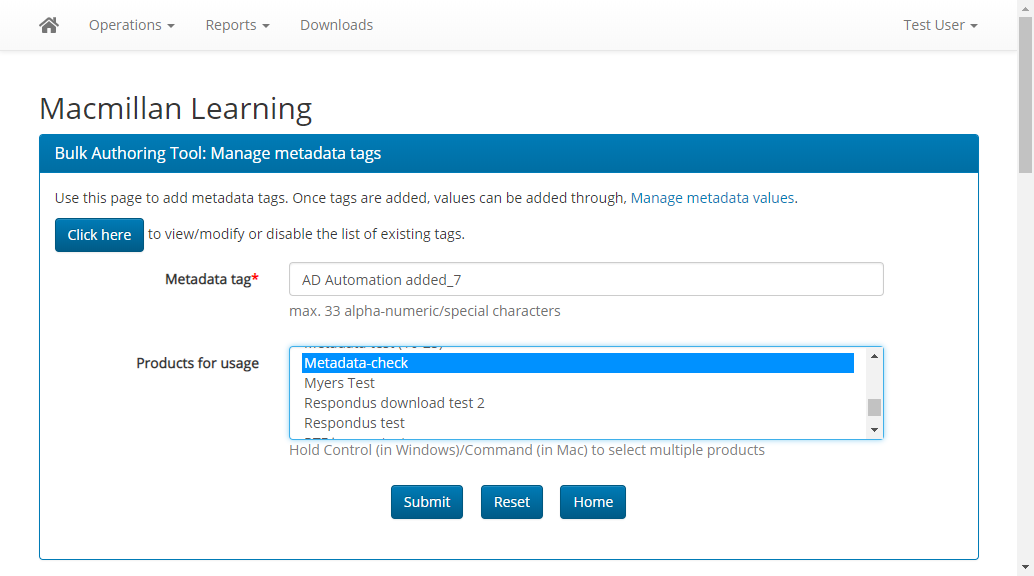 Operations
Reports
Downloads
Test User
Macmillan Learning
Bulk Authoring Tool: Manage metadata tags
Use this page to add metadata tags. Once tags are added, values can be added through, Manage metadata values.
Click here to view/modify or disable the list of existing tags.
Metadata tag*
AD Automation added_7
max. 33 alpha-numeric/special characters
Products for usage
Metadata-check
Myers Test
Respondus download test 2
Respondus test
Hold Control (in Windows)/Command (in Mac) to select multiple products
Submit
Reset
Home